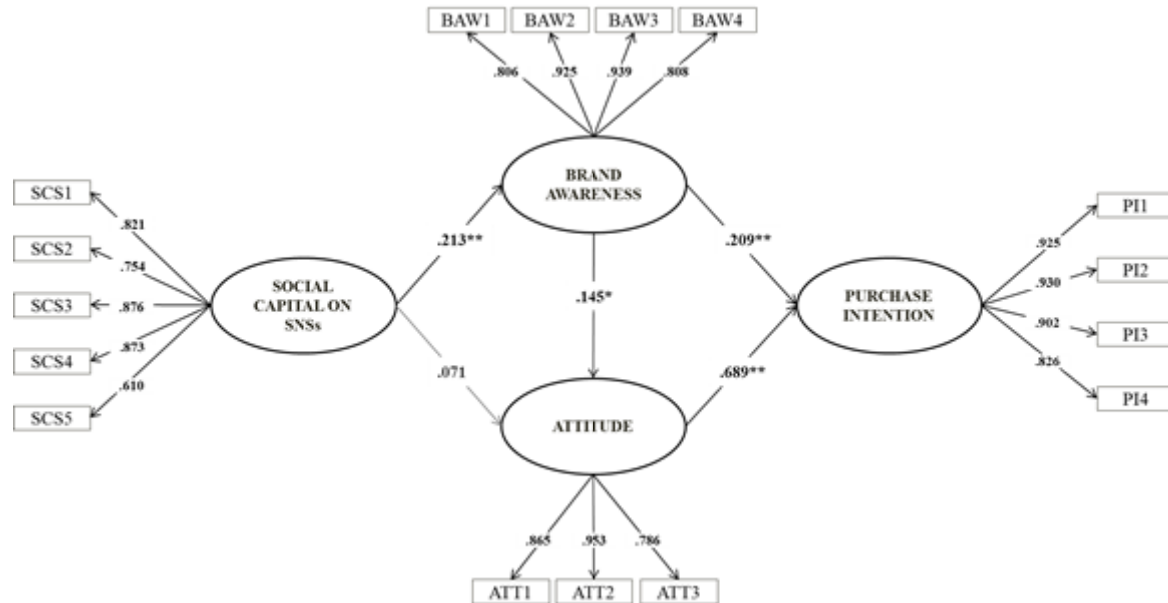 BAW1 BAW2 BAW3 BAW4
.806 .925 .939 .808
BRAND
AWARENESS
SCS1
SCS2
SCS3
SCS4
SCS5
.821
.754
.876
.873
.610
SOCIAL
CAPITAL ON
SNSs
.213**
.071
.145*
.209**
.689**
PURCHASE
INTENTION
.925
.930
.902
.826
PI1
PI2
PI3
PI4
ATTITUDE
.865 .953 .786
ATT1 ATT2 ATT3